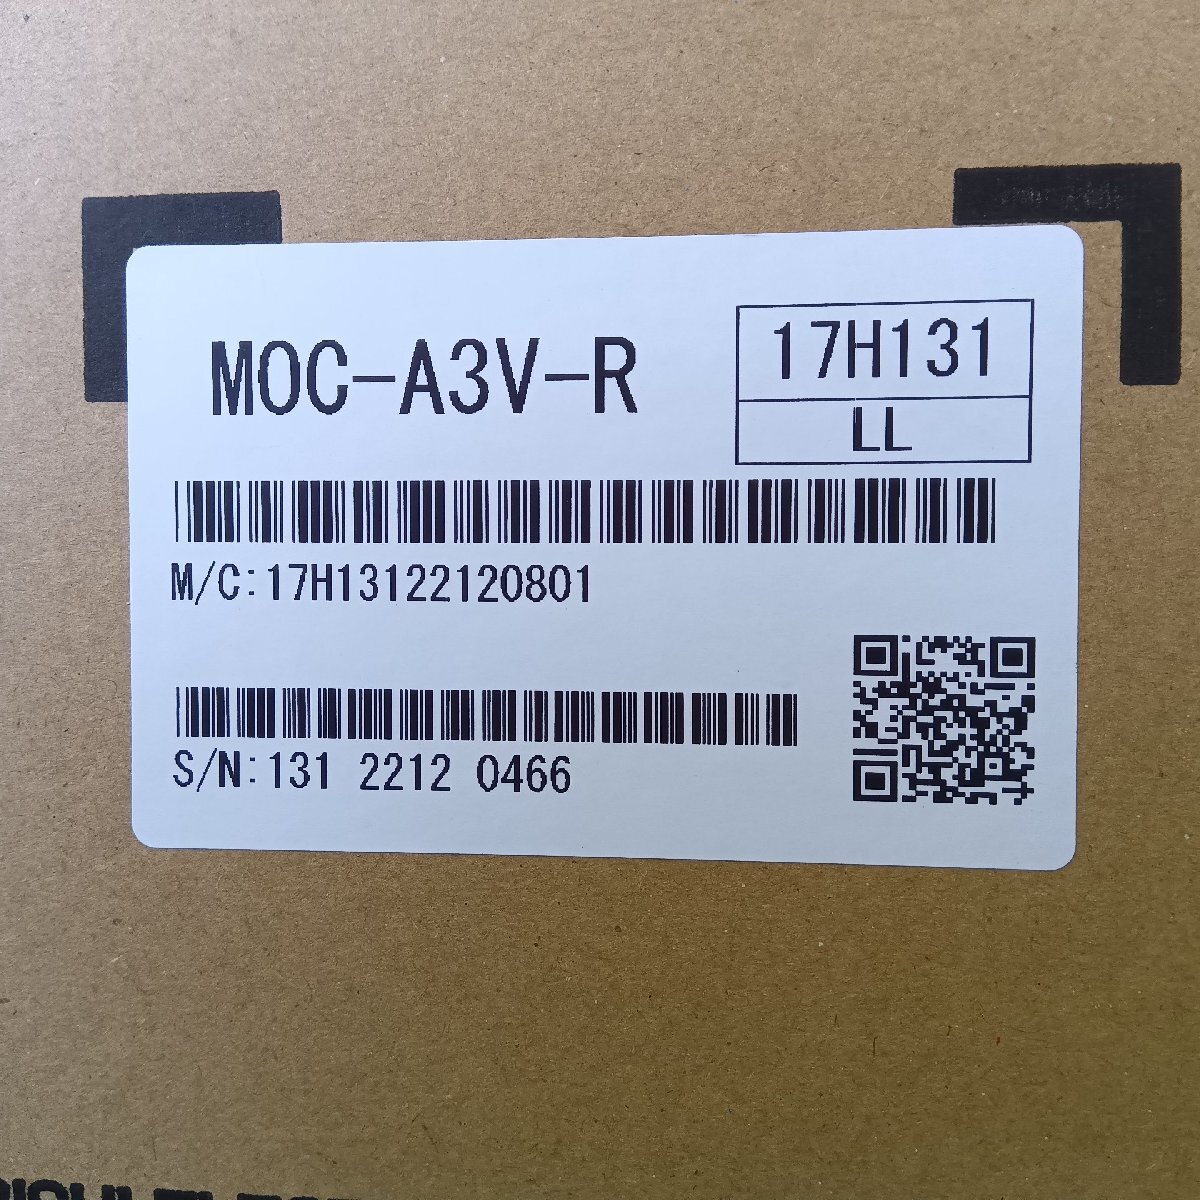 MOC-A3V-R
17H131
LL
M/C:17H13122120801
S/N:131 2212 0466